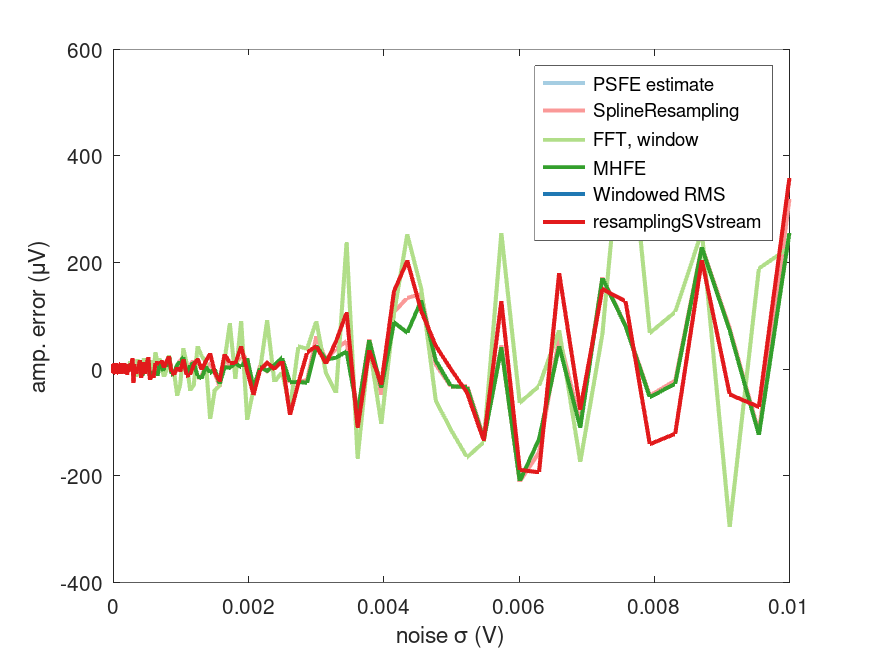 600
400
200
0
-200
-400
amp. error (µV)
PSFE estimate
SplineResampling
FFT, window
MHFE
Windowed RMS
resamplingSVstream
0 0.002 0.004 0.006 0.008 0.01
noise σ (V)